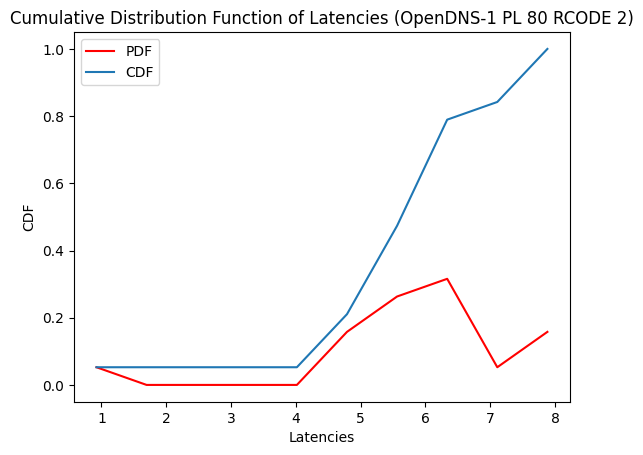 Cumulative Distribution Function of Latencies (OpenDNS-1 PL 80 RCODE 2)
PDF
CDF
CDF
1.0
0.8
0.6
0.4
0.2
0.0
1 2 3 4 5 6 7 8
Latencies